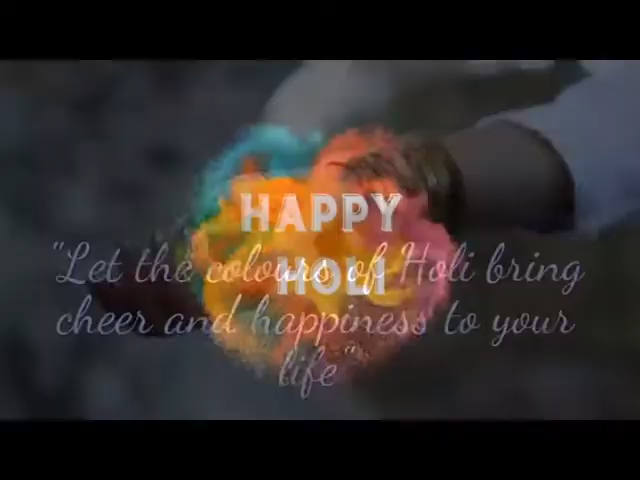 HAPPY
HOLI
"Let the colours of Holi bring
cheer and happiness to your
life"